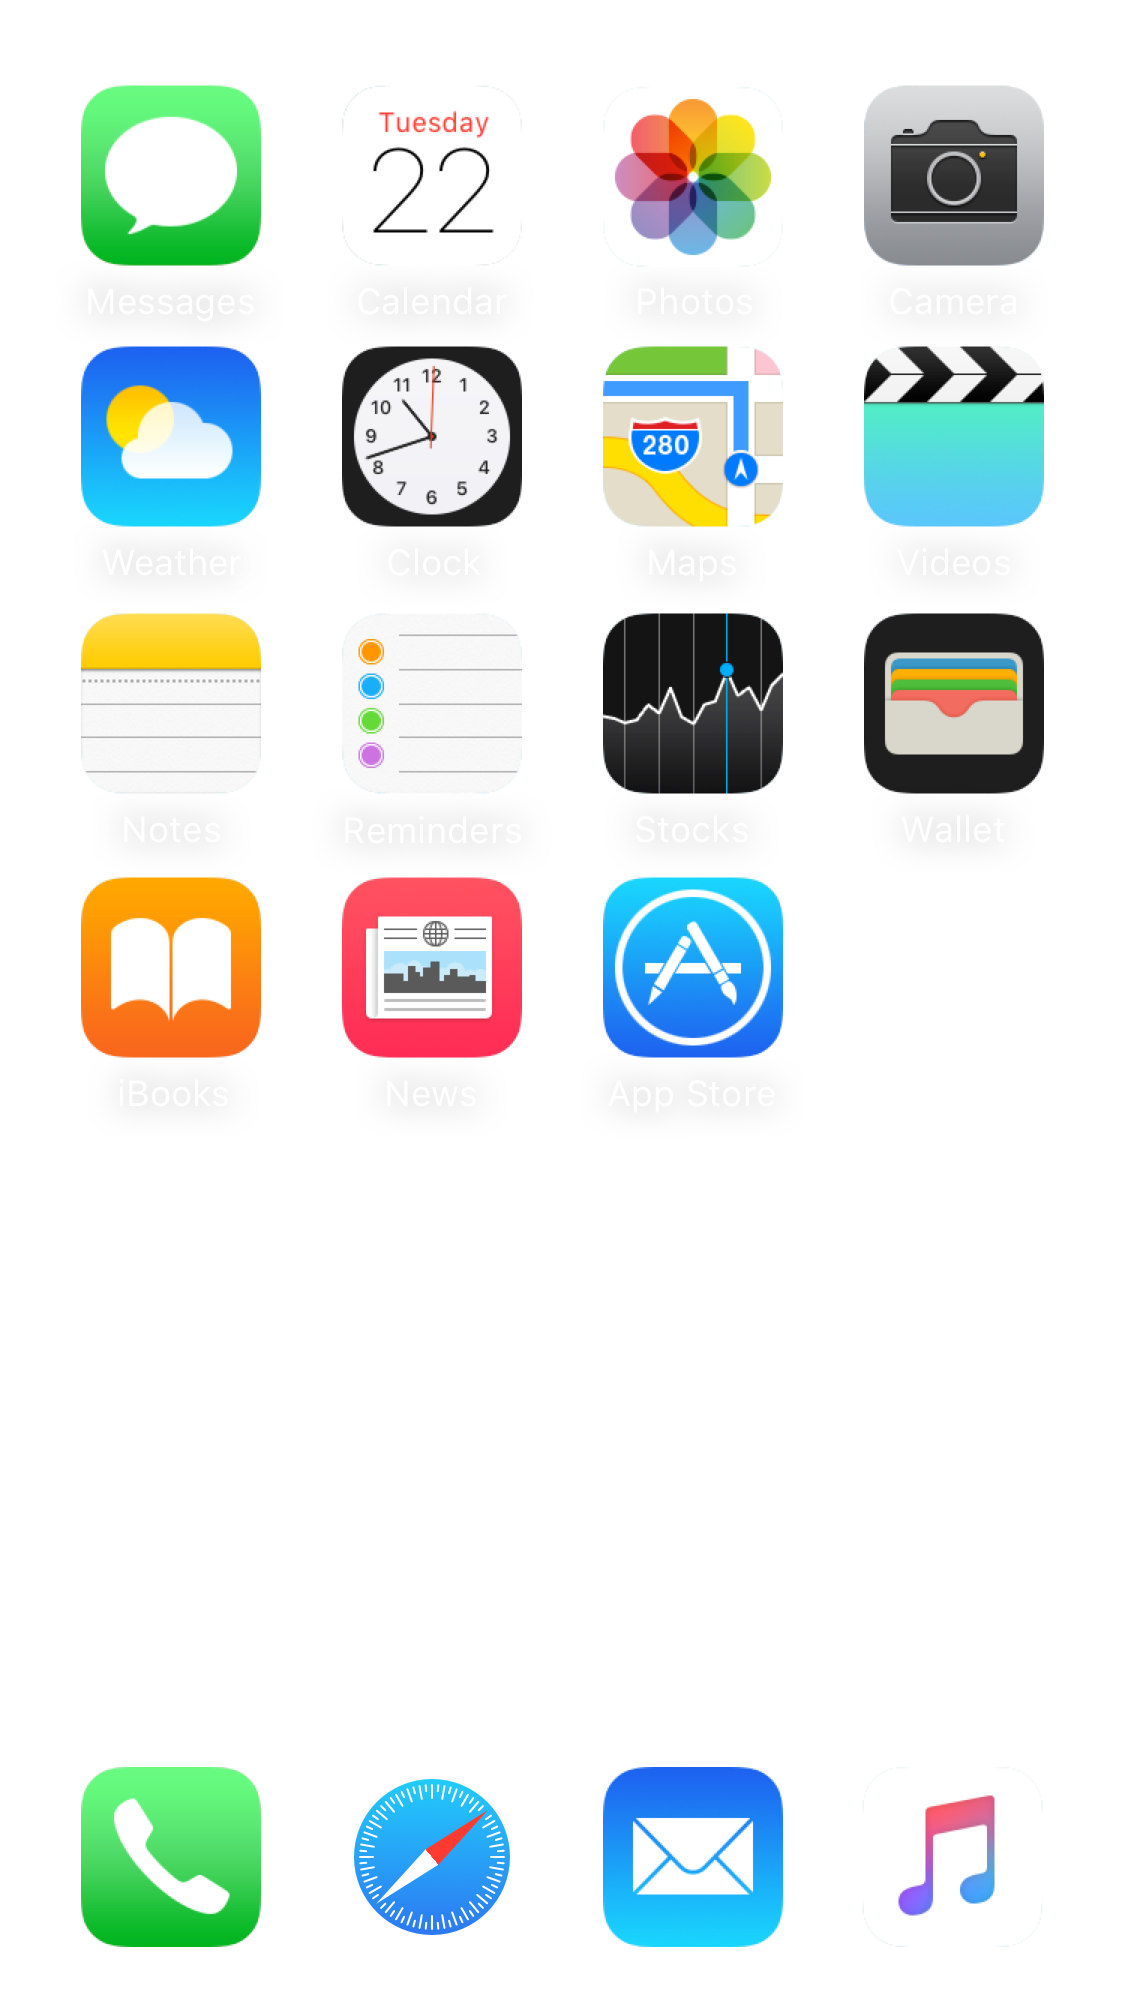 Tuesday
22
Messages
Calendar
Photos
Camera
12
1
2
3
4
5
6
7
8
9
10
11
280
Weather
Clock
Maps
Videos
Notes
Reminders
Stocks
Wallet
iBooks
News
App Store